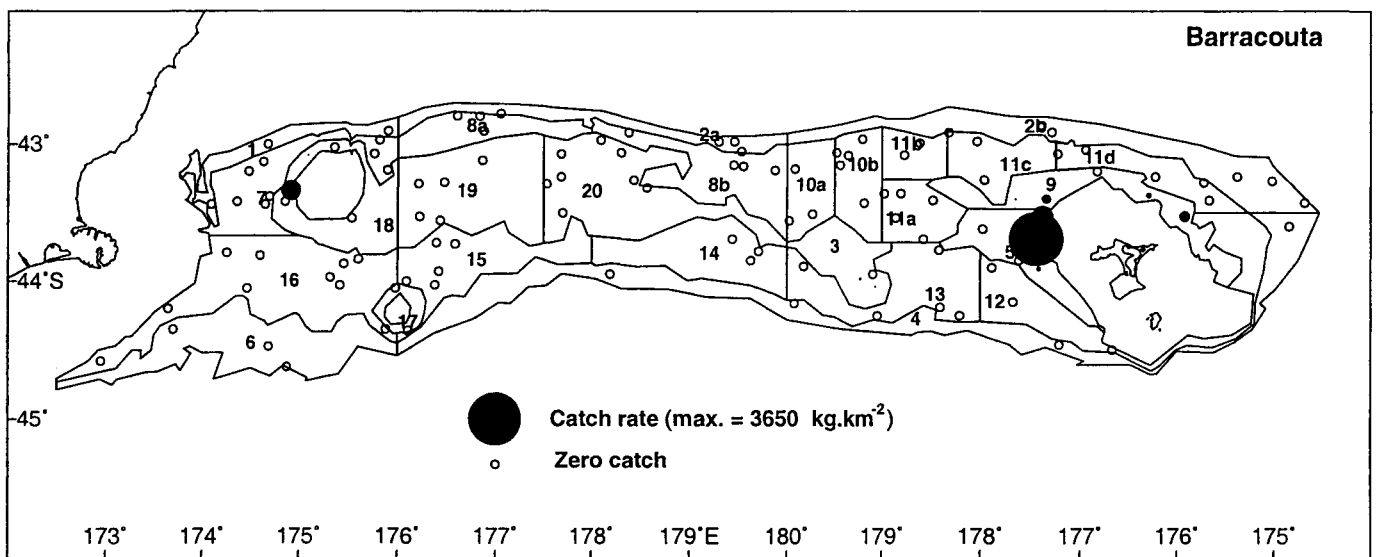 Barracouta
43°
44°S
45°
1
2a
2b
8a
11b
11c
11d
10a
10b
7
18
19
20
8b
9
11a
3
5
14
15
16
13
12
17
6
4
Catch rate (max. = 3650 kg.km-2)
Zero catch
173°
174°
175°
176°
177°
178°
179°E
180°
179°
178°
177°
176°
175°